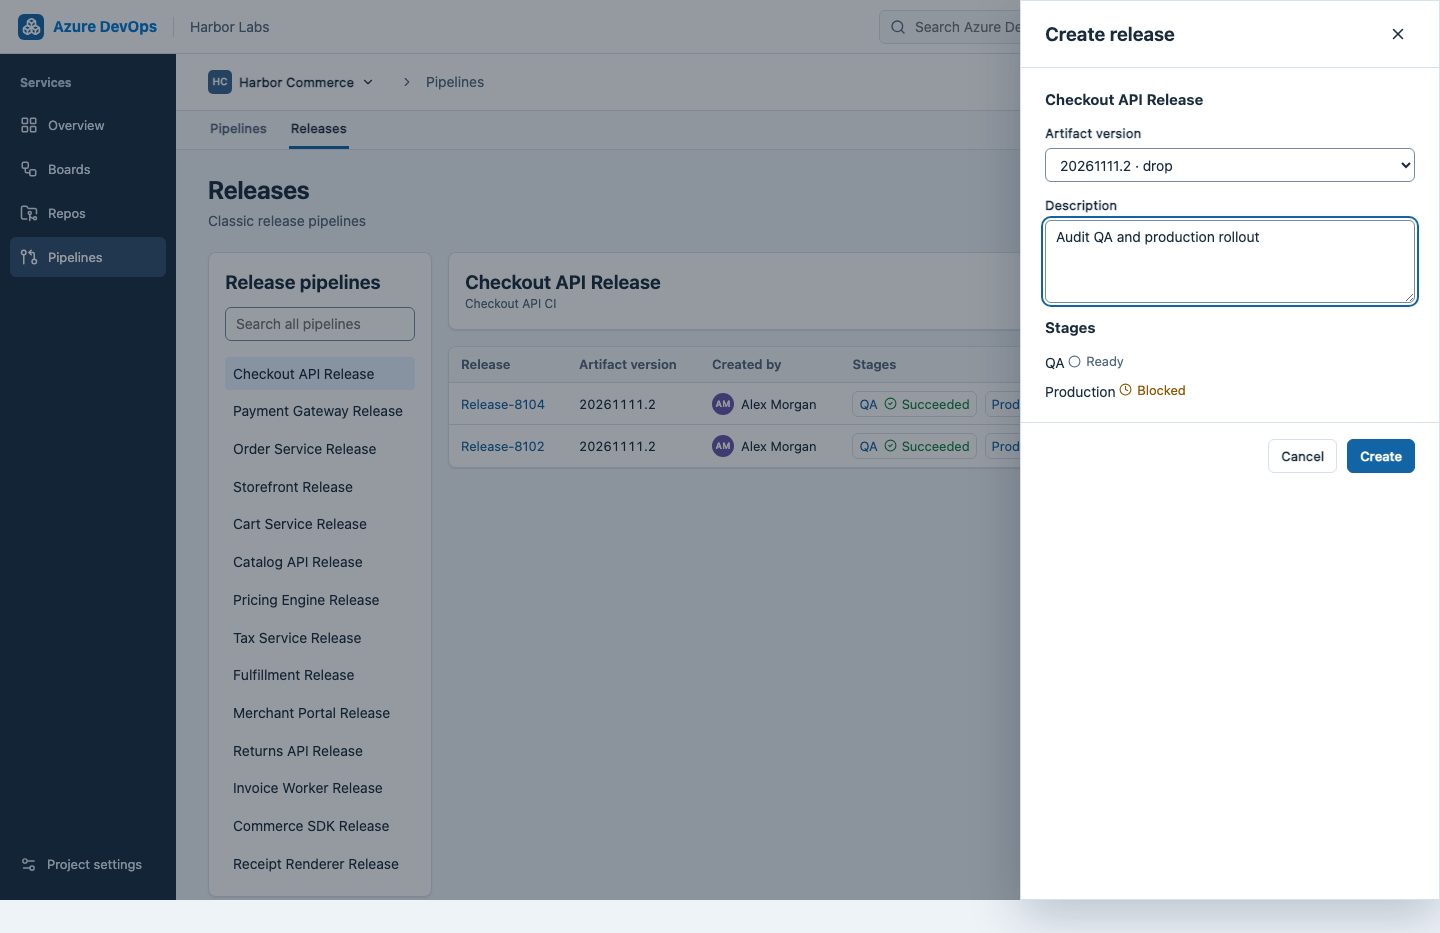 Azure DevOps
Harbor Labs
Search Azure De
Services
Overview
Boards
Repos
Pipelines
Project settings
HC Harbor Commerce
Pipelines
Pipelines Releases
Releases
Classic release pipelines
Release pipelines
Search all pipelines
Checkout API Release
Payment Gateway Release
Order Service Release
Storefront Release
Cart Service Release
Catalog API Release
Pricing Engine Release
Tax Service Release
Fulfillment Release
Merchant Portal Release
Returns API Release
Invoice Worker Release
Commerce SDK Release
Receipt Renderer Release
Checkout API Release
Checkout API CI
Release Artifact version Created by Stages
Release-8104 20261111.2 AM Alex Morgan QA Succeeded Prod
Release-8102 20261111.2 AM Alex Morgan QA Succeeded Prod
Create release
Checkout API Release
Artifact version
20261111.2 · drop
Description
Audit QA and production rollout
Stages
QA Ready
Production Blocked
Cancel Create